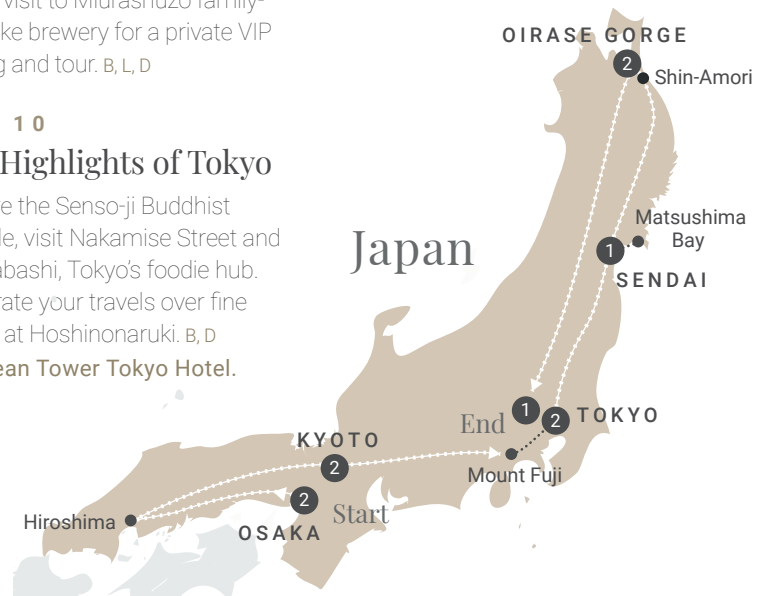 visit to Miurashuzo family-
ke brewery for a private VIP
g and tour. B, L, D
10
Highlights of Tokyo
e the Senso-ji Buddhist
le, visit Nakamise Street and
abashi, Tokyo's foodie hub.
rate your travels over fine
at Hoshinonaruki. B, D
ean Tower Tokyo Hotel.
OIRASE GORGE
2
Shin-Amori
Matsushima
Bay
1
SENDAI
Japan
End
1
2
TOKYO
Mount Fuji
KYOTO
2
2
Start
OSAKA
Hiroshima